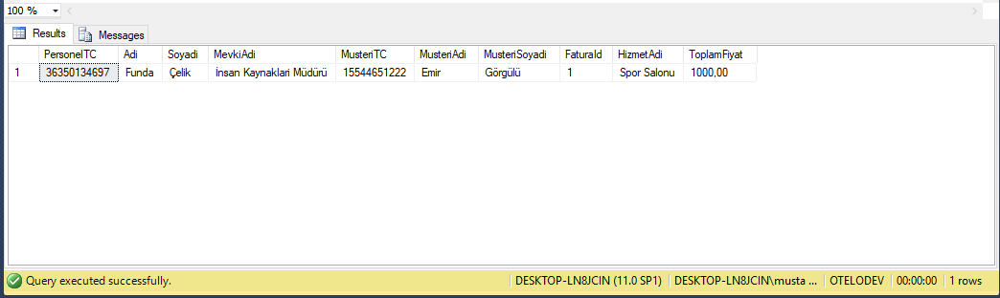 100 %
Results Messages
PersonelTC Adi Soyadi MevkiAdi MusteriTC MusteriAdi MusteriSoyadi FaturaId HizmetAdi ToplamFiyat
1 36350134697 Funda Çelik İnsan Kaynaklari Müdürü 15544651222 Emir Görgülü 1 Spor Salonu 1000,00
Query executed successfully. DESKTOP-LN8JCIN (11.0 SP1) DESKTOP-LN8JCIN\musta ... OTELODEV 00:00:00 1 rows